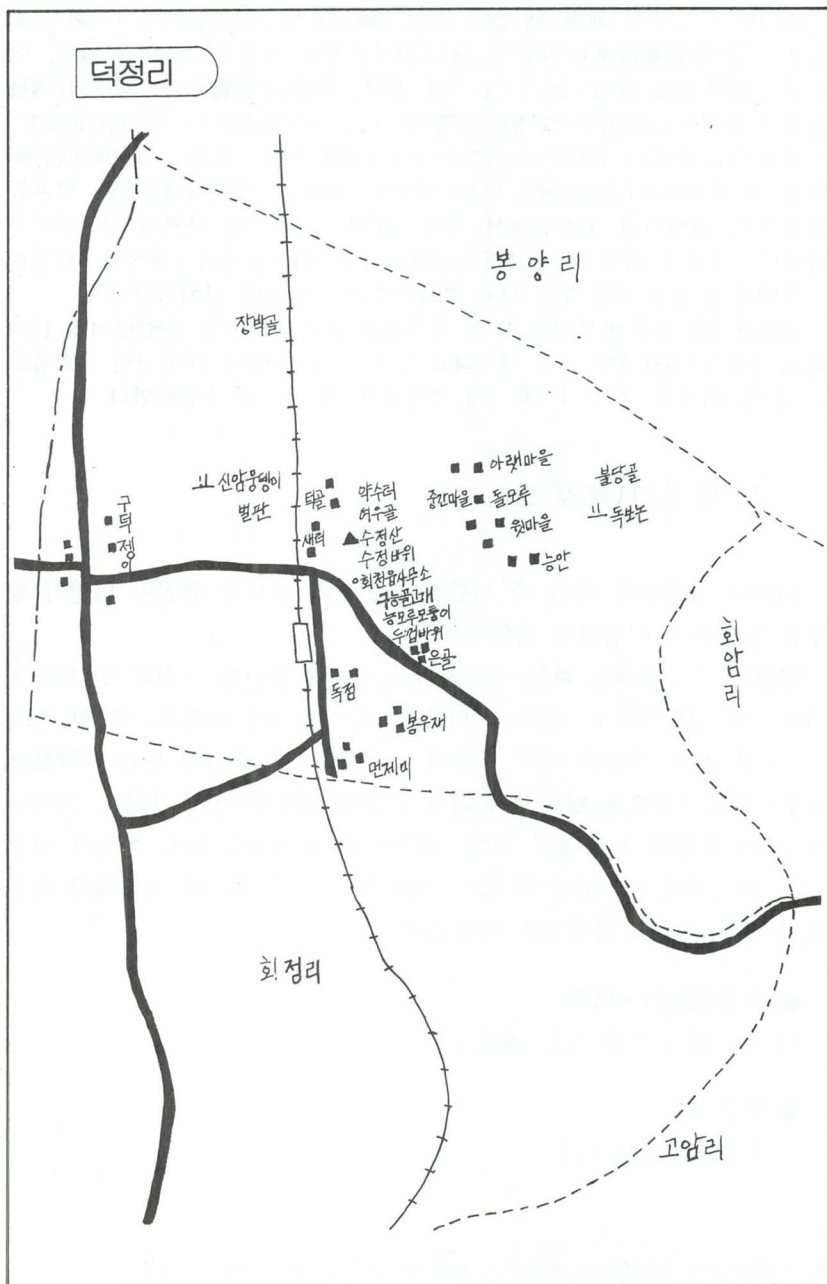 덕정리
봉양리
장박골
신암웅뎅이
벌판
구덕젱이
턱골
새터
약수터
여우골
수정산
수정바위
회천읍사무소
구능골고개
능모루모퉁이
두껍바위
은골
아랫마을
중간마을
돌모루
윗마을
능안
불당골
독보논
회암리
독점
봉우재
먼제미
회정리
고암리